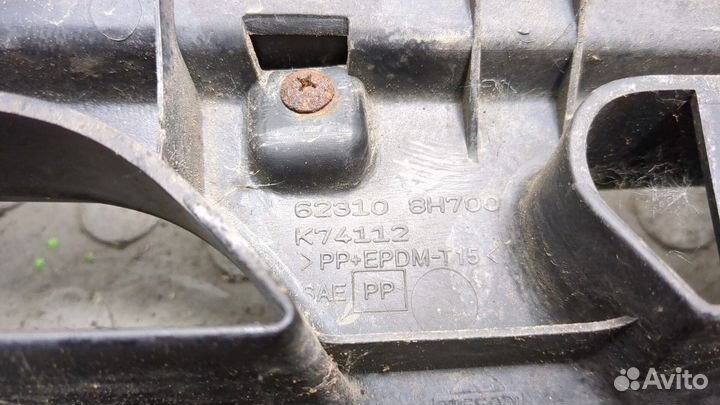 62310 8H700
K74112
>PP+EPDM-T15<
SAE PP
Avito